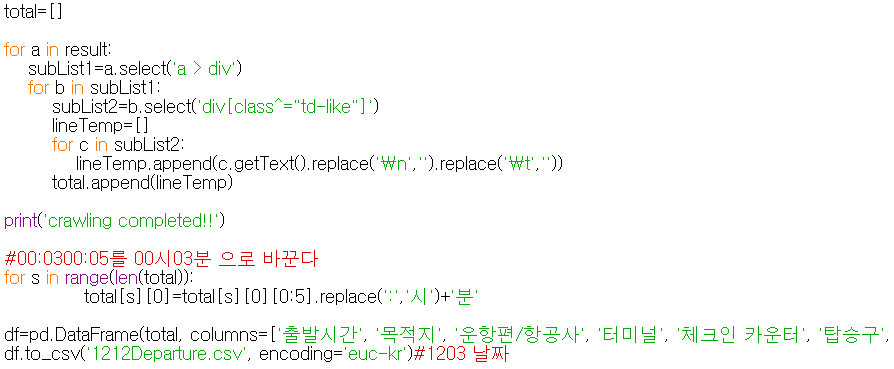 total=[]
for a in result:
subList1=a.select('a > div')
for b in subList1:
subList2=b.select('div[class^="td-like"]')
lineTemp=[]
for c in subList2:
lineTemp.append(c.getText().replace('₩n','').replace('₩t',''))
total.append(lineTemp)
print('crawling completed!!')
#00:0300:05를 00시03분 으로 바꾼다
for s in range(len(total)):
total[s][0]=total[s][0][0:5].replace(':','시')+'분'
df=pd.DataFrame(total, columns=['출발시간', '목적지', '운항편/항공사', '터미널', '체크인 카운터', '탑승구',
df.to_csv('1212Departure.csv', encoding='euc-kr')#1203 날짜